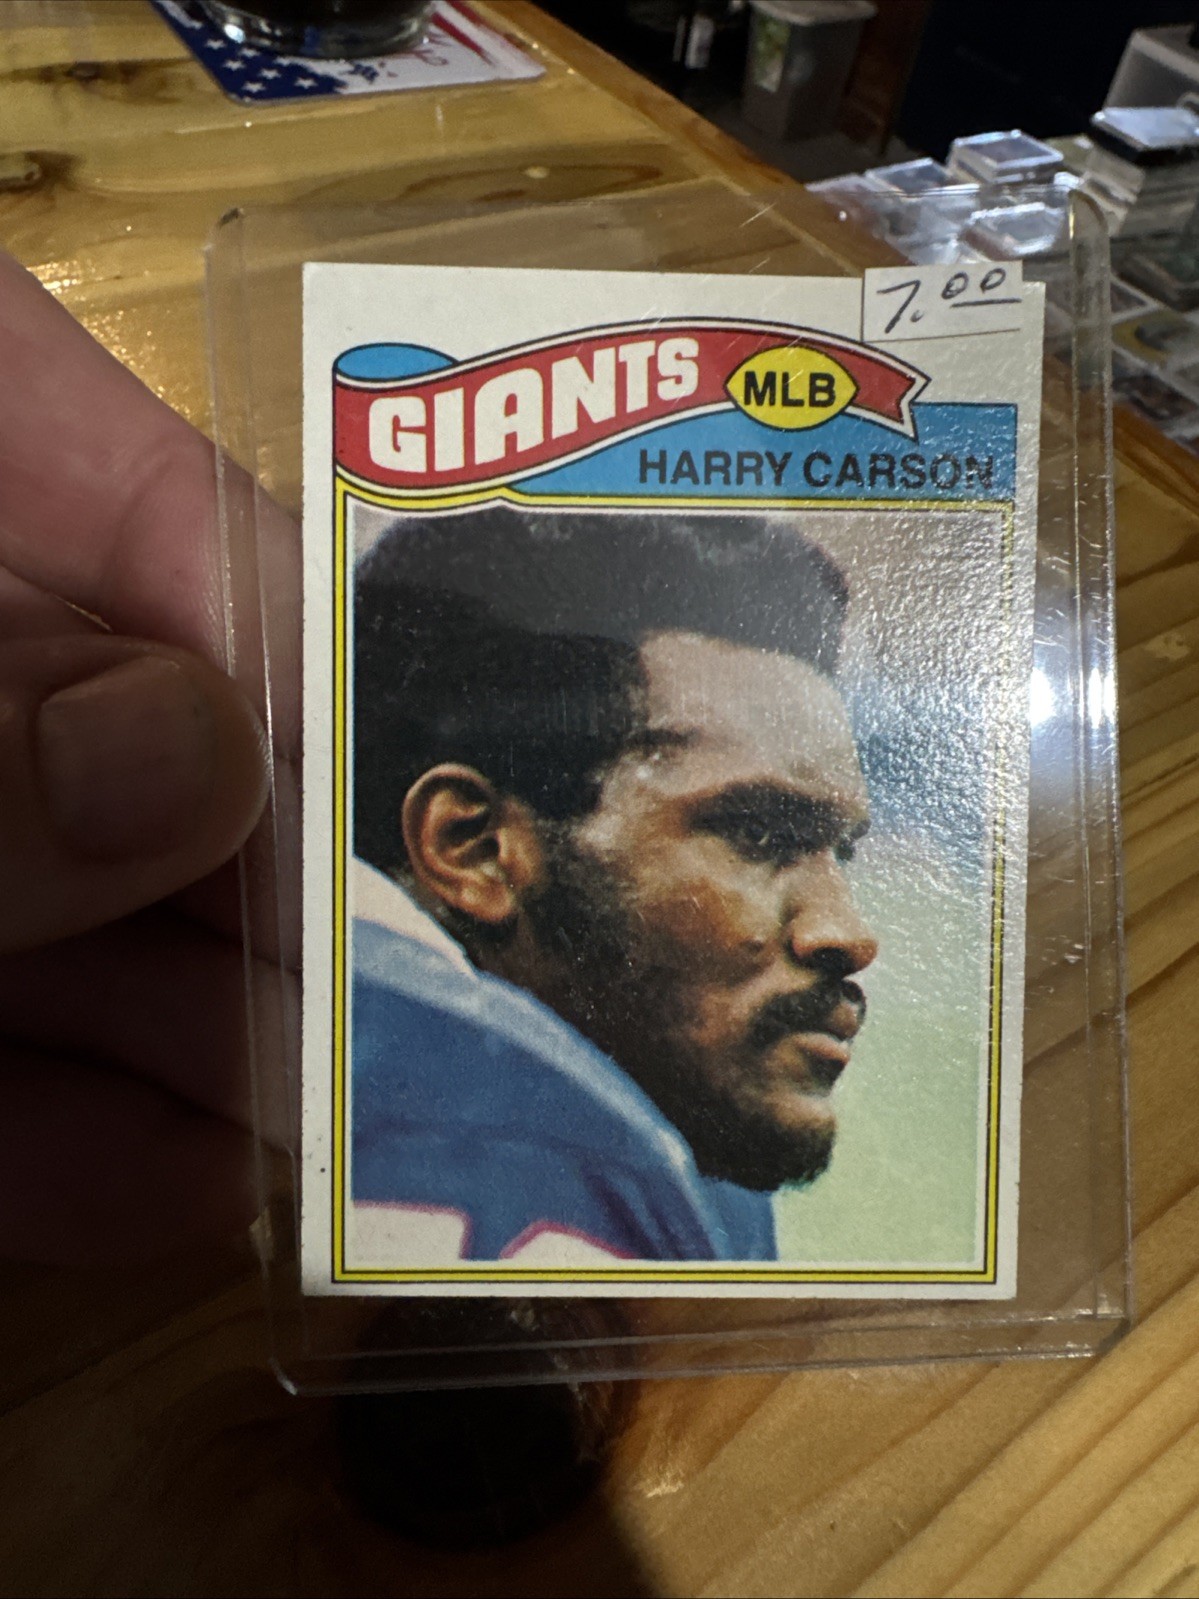 7.00
GIANTS
MLB
HARRY CARSON